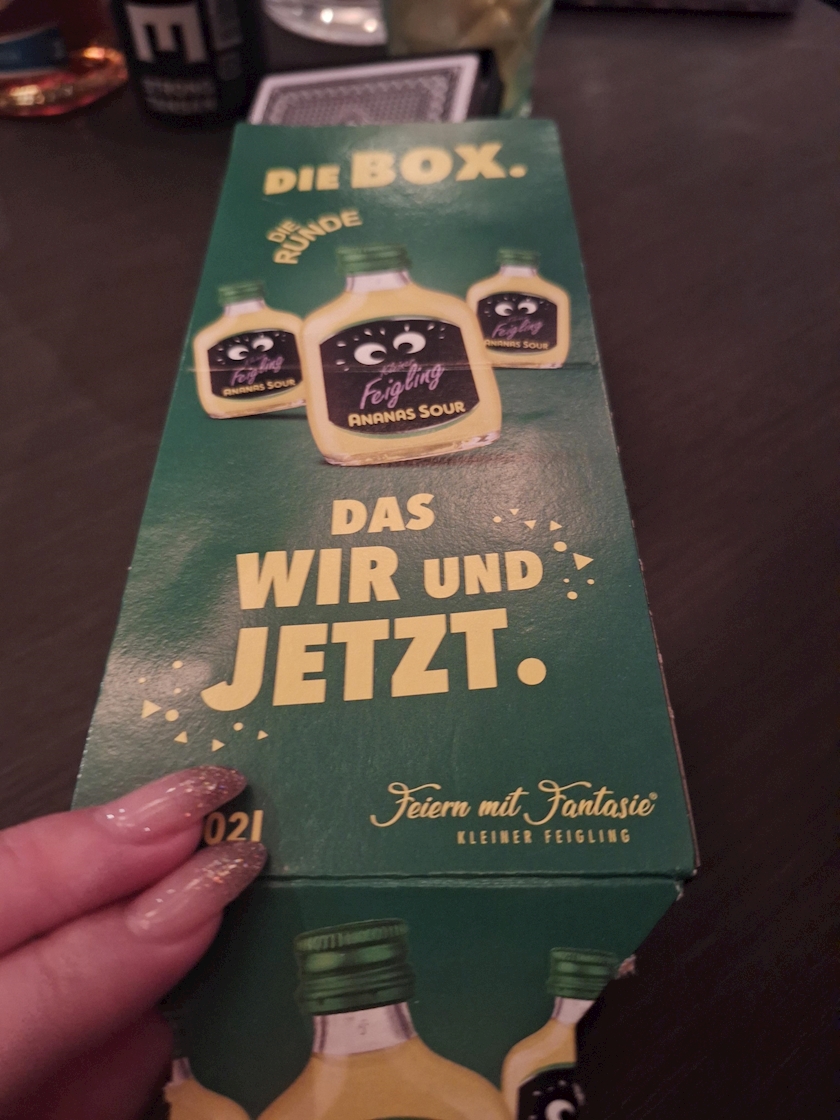 DIE BOX.
DIE
RUNDE
Feigling
ANANAS SOUR
Kleiner
Feigling
ANANAS SOUR
Feigling
ANANAS SOUR
DAS
WIR UND
JETZT.
Feiern mit Fantasie®
KLEINER FEIGLING